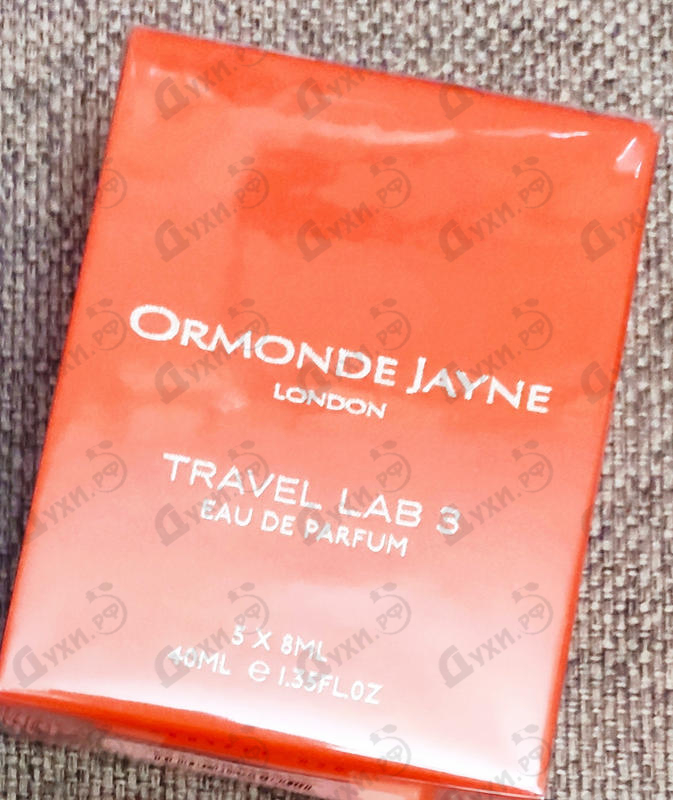 ORMONDE JAYNE
LONDON
TRAVEL LAB 3
EAU DE PARFUM
5 X 8ML
40ML e 1.35FL.OZ
Духи.рф